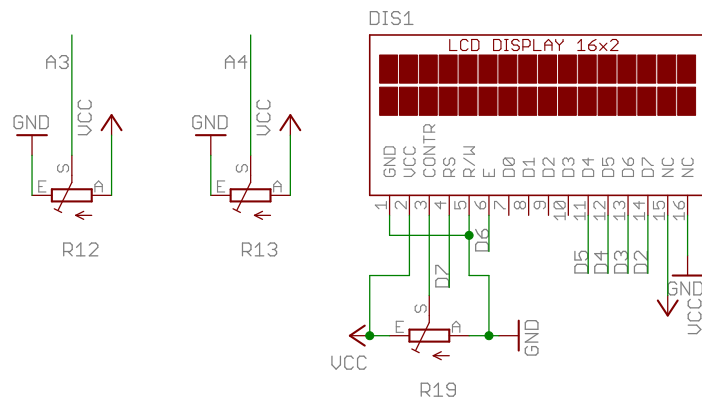 DIS1
LCD DISPLAY 16x2
A3
A4
GND
VCC
GND
VCC
S
S
E
A
E
A
R12
R13
GND
VCC
CONTR
RS
R/W
E
D0
D1
D2
D3
D4
D5
D6
D7
NC
NC
1
2
3
4
5
6
7
8
9
10
11
12
13
14
15
16
D6
D7
D5
D4
D3
D2
GND
VCC
S
E
A
VCC
GND
R19